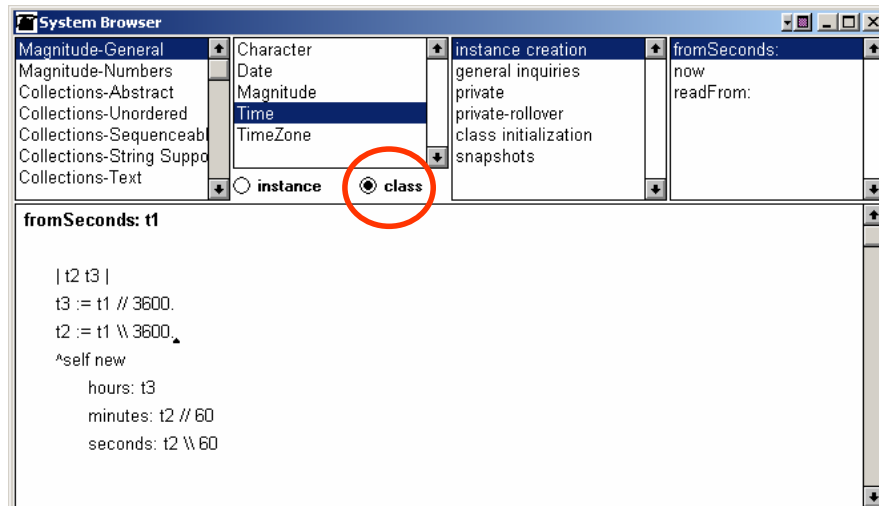 System Browser
Magnitude-General
Magnitude-Numbers
Collections-Abstract
Collections-Unordered
Collections-Sequenceabl
Collections-String Suppo
Collections-Text
Character
Date
Magnitude
Time
TimeZone
instance class
instance creation
general inquiries
private
private-rollover
class initialization
snapshots
fromSeconds:
now
readFrom:
fromSeconds: t1
| t2 t3 |
t3 := t1 // 3600.
t2 := t1 \\ 3600.
^self new
hours: t3
minutes: t2 // 60
seconds: t2 \\ 60